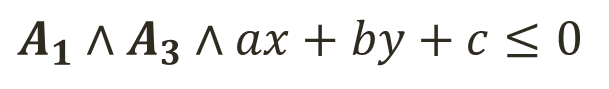 A₁ ∧ A₃ ∧ ax + by + c ≤ 0